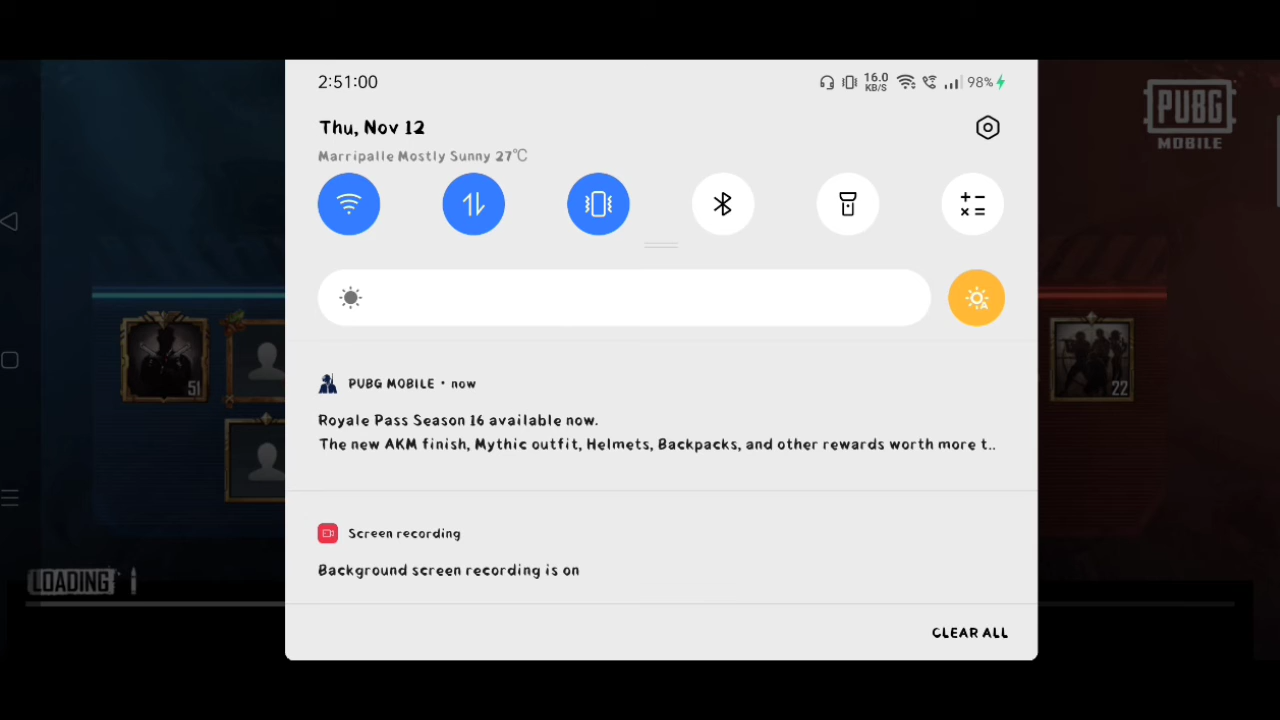 2:51:00
16.0
KB/S
98%
Thu, Nov 12
Marripalle Mostly Sunny 27℃
PUBG MOBILE • now
Royale Pass Season 16 available now.
The new AKM finish, Mythic outfit, Helmets, Backpacks, and other rewards worth more t..
Screen recording
Background screen recording is on
CLEAR ALL
PUBG
MOBILE
51
22
LOADING